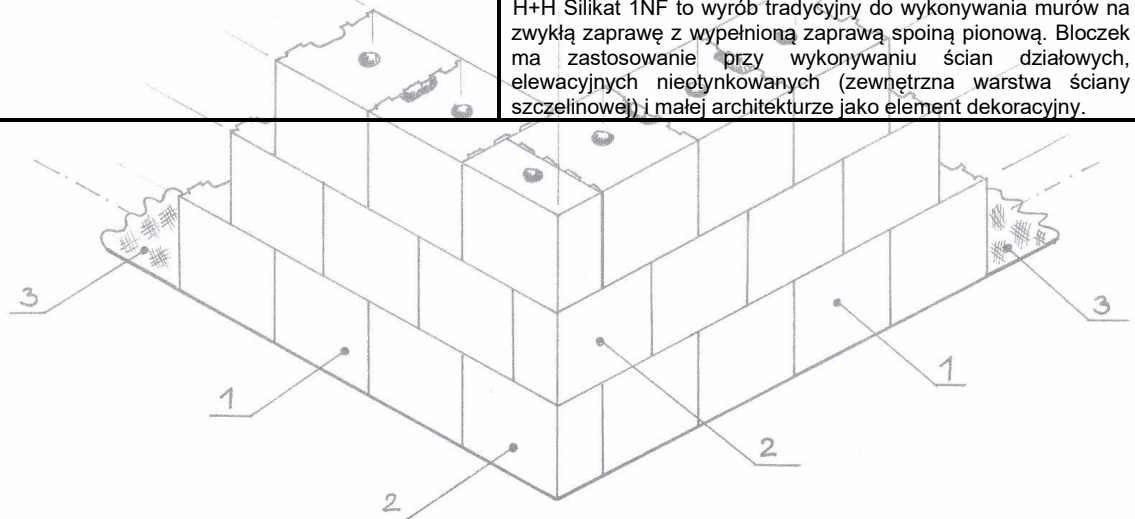 H+H Silikat 1NF to wyrób tradycyjny do wykonywania murów na
zwykłą zaprawę z wypełnioną zaprawą spoiną pionową. Bloczek
ma zastosowanie przy wykonywaniu ścian działowych,
elewacyjnych nieotynkowanych (zewnętrzna warstwa ściany
szczelinowej) i małej architekturze jako element dekoracyjny.
3
3
1
1
2
2